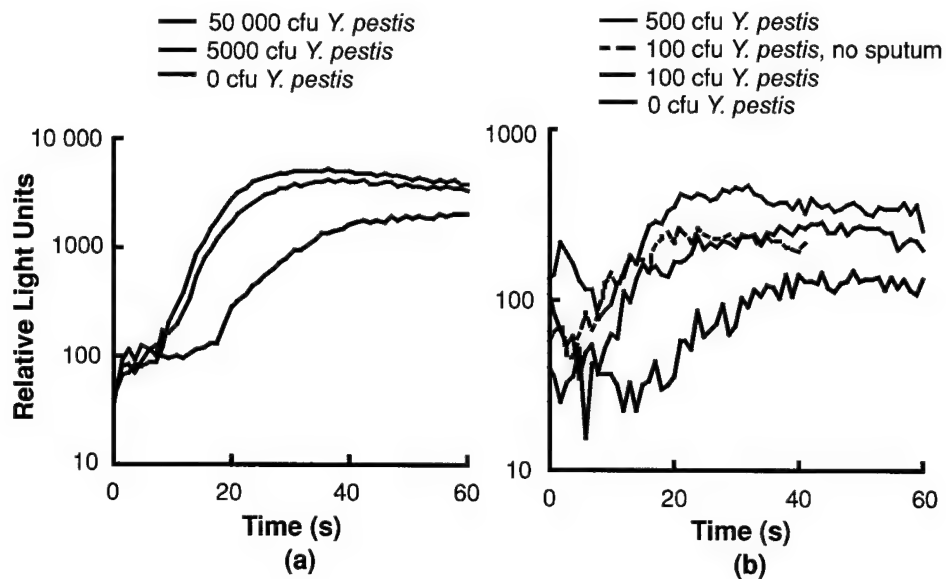 50 000 cfu Y. pestis
5000 cfu Y. pestis
0 cfu Y. pestis
10 000
1000
100
10
Relative Light Units
0 20 40 60
Time (s)
(a)
500 cfu Y. pestis
100 cfu Y. pestis, no sputum
100 cfu Y. pestis
0 cfu Y. pestis
1000
100
10
0 20 40 60
Time (s)
(b)